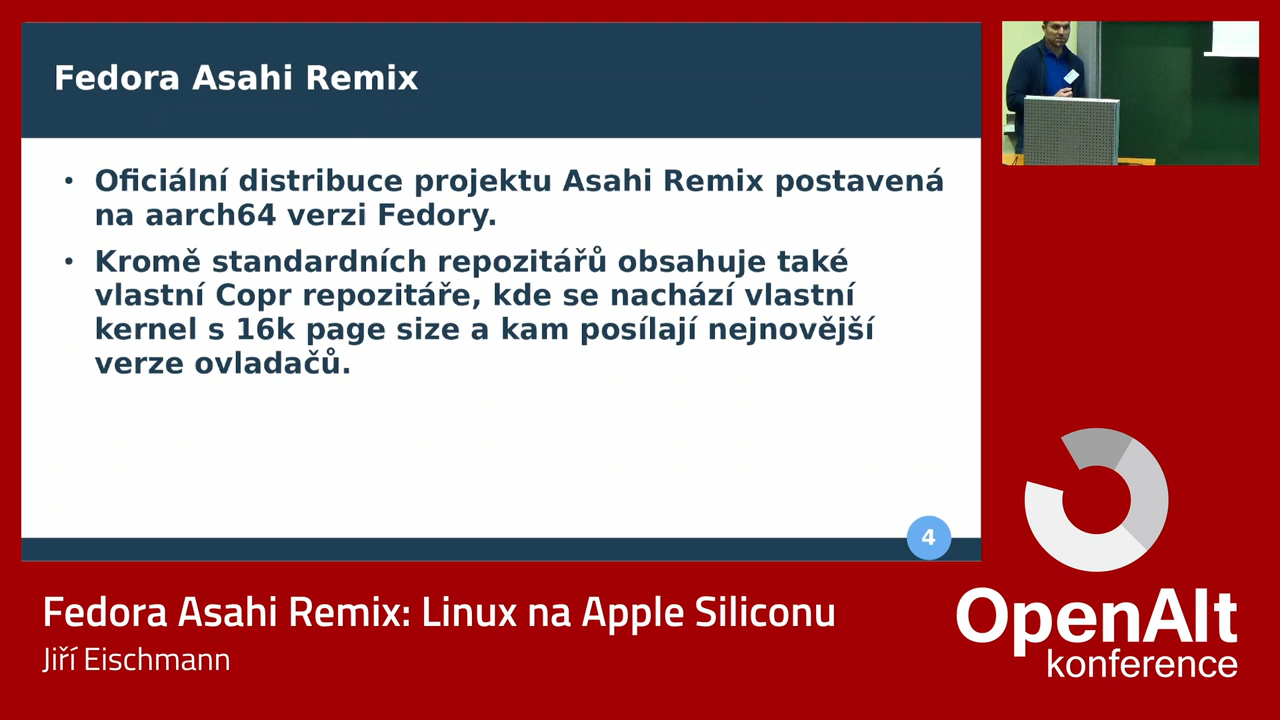 Fedora Asahi Remix
• Oficiální distribuce projektu Asahi Remix postavená
na aarch64 verzi Fedory.
• Kromě standardních repozitářů obsahuje také
vlastní Copr repozitáře, kde se nachází vlastní
kernel s 16k page size a kam posílají nejnovější
verze ovladačů.
4
Fedora Asahi Remix: Linux na Apple Siliconu
Jiří Eischmann
OpenAlt
konference